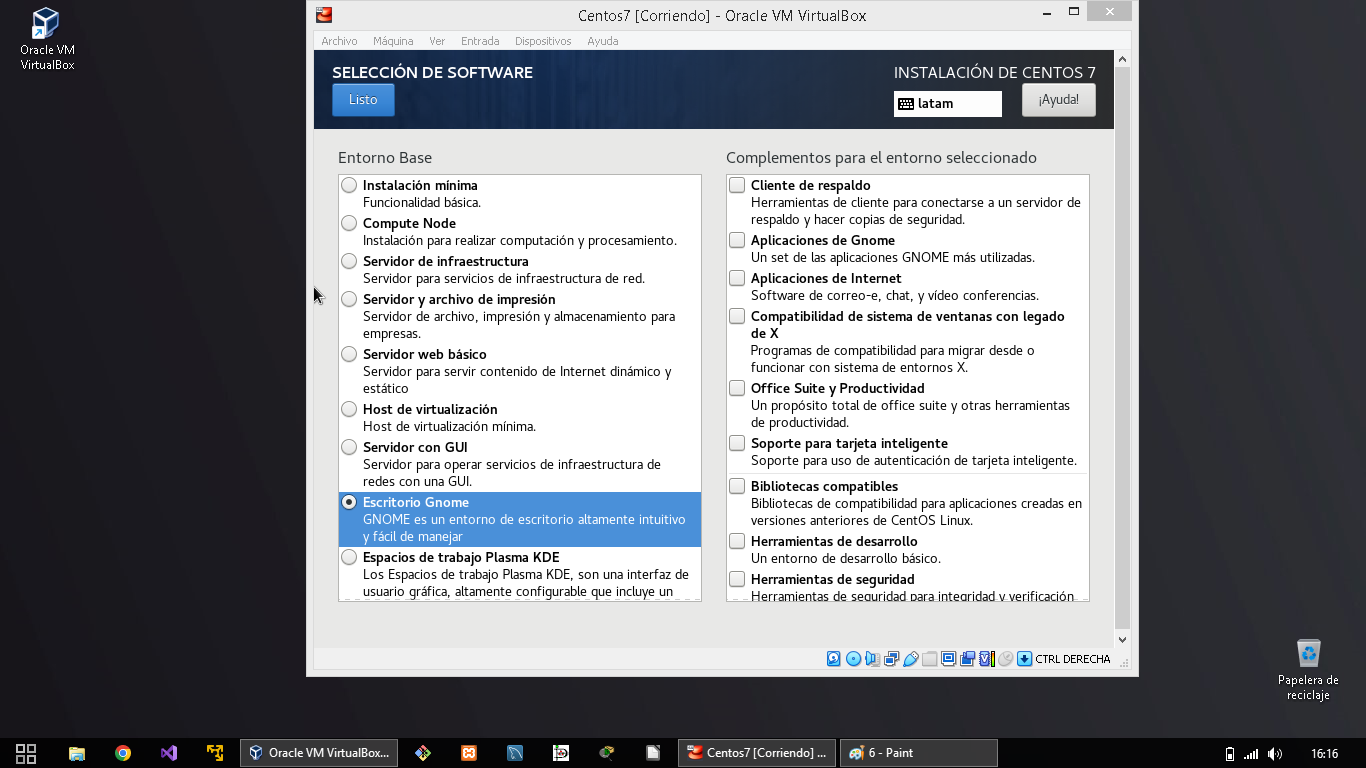 Oracle VM
VirtualBox
Centos7 [Corriendo] - Oracle VM VirtualBox
Archivo Máquina Ver Entrada Dispositivos Ayuda
SELECCIÓN DE SOFTWARE
Listo
INSTALACIÓN DE CENTOS 7
latam
¡Ayuda!
Entorno Base
Instalación mínima
Funcionalidad básica.
Compute Node
Instalación para realizar computación y procesamiento.
Servidor de infraestructura
Servidor para servicios de infraestructura de red.
Servidor y archivo de impresión
Servidor de archivo, impresión y almacenamiento para
empresas.
Servidor web básico
Servidor para servir contenido de Internet dinámico y
estático
Host de virtualización
Host de virtualización mínima.
Servidor con GUI
Servidor para operar servicios de infraestructura de
redes con una GUI.
Escritorio Gnome
GNOME es un entorno de escritorio altamente intuitivo
y fácil de manejar
Espacios de trabajo Plasma KDE
Los Espacios de trabajo Plasma KDE, son una interfaz de
usuario gráfica, altamente configurable que incluye un
Complementos para el entorno seleccionado
Cliente de respaldo
Herramientas de cliente para conectarse a un servidor de
respaldo y hacer copias de seguridad.
Aplicaciones de Gnome
Un set de las aplicaciones GNOME más utilizadas.
Aplicaciones de Internet
Software de correo-e, chat, y vídeo conferencias.
Compatibilidad de sistema de ventanas con legado
de X
Programas de compatibilidad para migrar desde o
funcionar con sistema de entornos X.
Office Suite y Productividad
Un propósito total de office suite y otras herramientas
de productividad.
Soporte para tarjeta inteligente
Soporte para uso de autenticación de tarjeta inteligente.
Bibliotecas compatibles
Bibliotecas de compatibilidad para aplicaciones creadas en
versiones anteriores de CentOS Linux.
Herramientas de desarrollo
Un entorno de desarrollo básico.
Herramientas de seguridad
Herramientas de seguridad para integridad y verificación
CTRL DERECHA
Papelera de
reciclaje
Oracle VM VirtualBox...
Centos7 [Corriendo] ...
6 - Paint
16:16